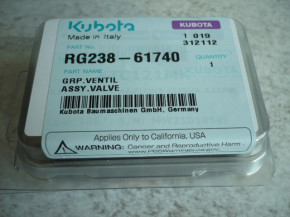 Kubota
KUBOTA
Made in Italy
1 019
312112
PART NO.
RG238-61740
QUANTITY
PART NAME
1
GRP.VENTIL
ASSY.VALVE
Kubota Baumaschinen GmbH. Germany
Applies Only to California, USA
WARNING: Cancer and Reproductive Harm -